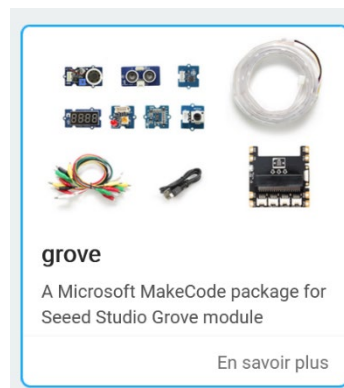 grove
A Microsoft MakeCode package for
Seeed Studio Grove module
En savoir plus